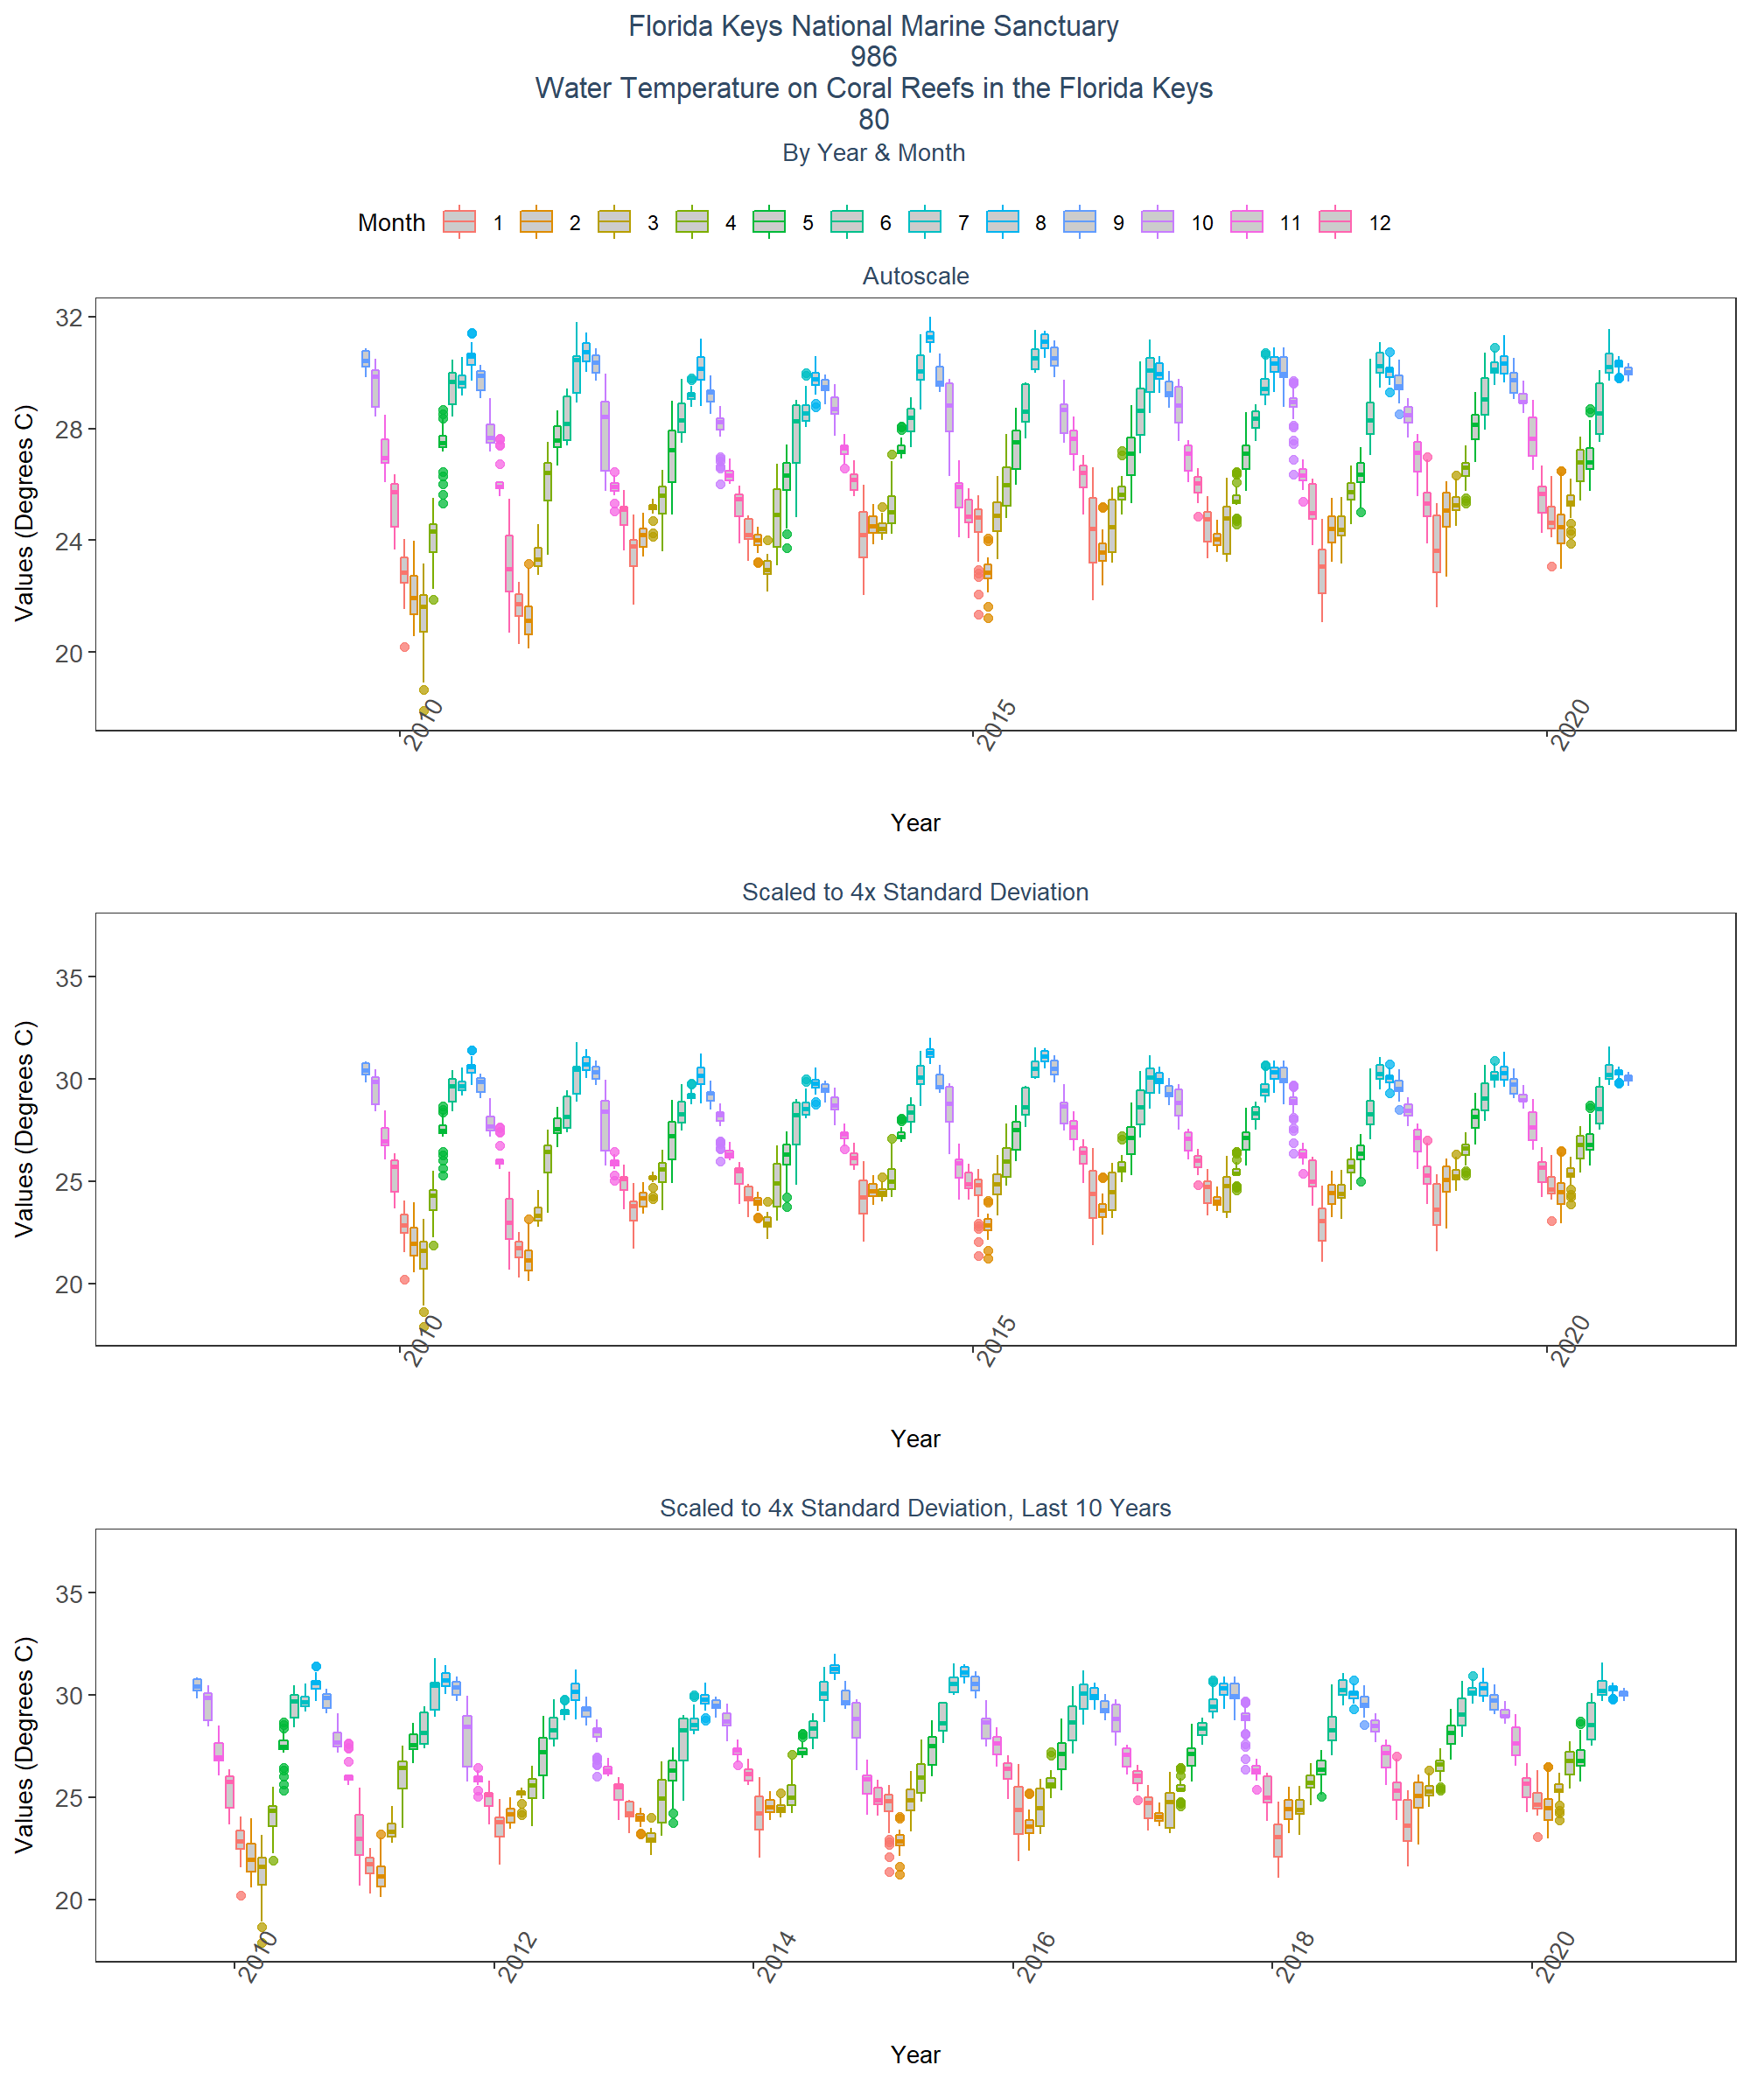 Florida Keys National Marine Sanctuary
986
Water Temperature on Coral Reefs in the Florida Keys
80
By Year & Month
Month 1 2 3 4 5 6 7 8 9 10 11 12
Autoscale
Values (Degrees C)
32
28
24
20
2010 2015 2020
Year
Scaled to 4x Standard Deviation
Values (Degrees C)
35
30
25
20
2010 2015 2020
Year
Scaled to 4x Standard Deviation, Last 10 Years
Values (Degrees C)
35
30
25
20
2010 2012 2014 2016 2018 2020
Year